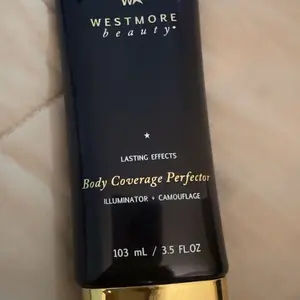 WESTMORE
beauty®
LASTING EFFECTS
Body Coverage Perfector
ILLUMINATOR + CAMOUFLAGE
103 mL / 3.5 FL.OZ